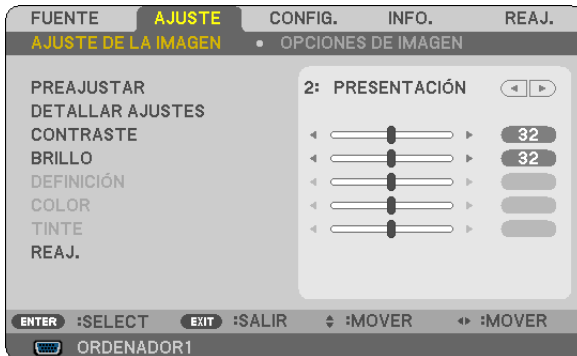 FUENTE AJUSTE CONFIG. INFO. REAJ.
AJUSTE DE LA IMAGEN • OPCIONES DE IMAGEN
PREAJUSTAR 2: PRESENTACIÓN
DETALLAR AJUSTES
CONTRASTE 32
BRILLO 32
DEFINICIÓN
COLOR
TINTE
REAJ.
ENTER :SELECT EXIT :SALIR :MOVER :MOVER
ORDENADOR1